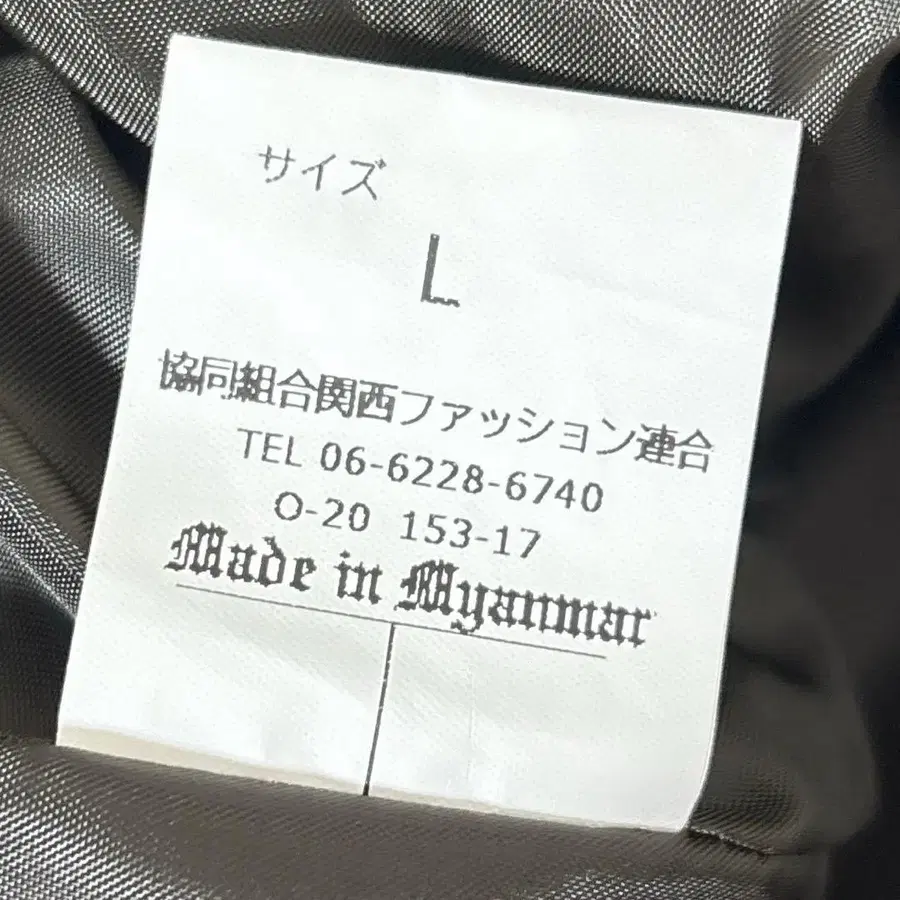 サイズ
L
協同組合関西ファッション連合
TEL 06-6228-6740
O-20 153-17
Made in Myanmar